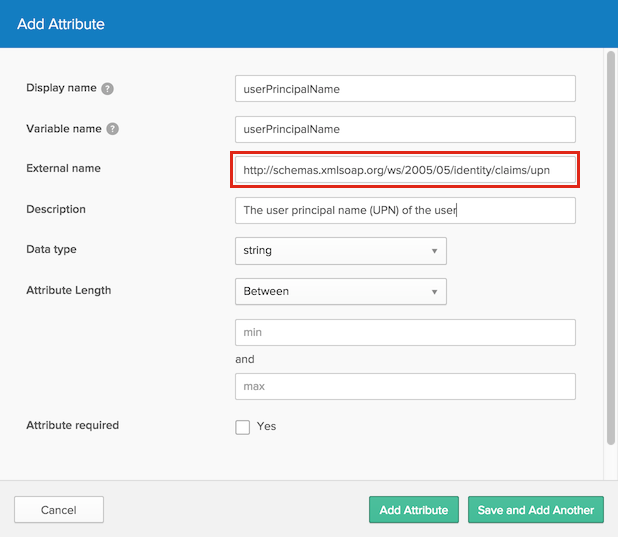 Add Attribute
Display name ? userPrincipalName
Variable name ? userPrincipalName
External name http://schemas.xmlsoap.org/ws/2005/05/identity/claims/upn
Description The user principal name (UPN) of the user
Data type string
Attribute Length Between
min
and
max
Attribute required Yes
Cancel Add Attribute Save and Add Another